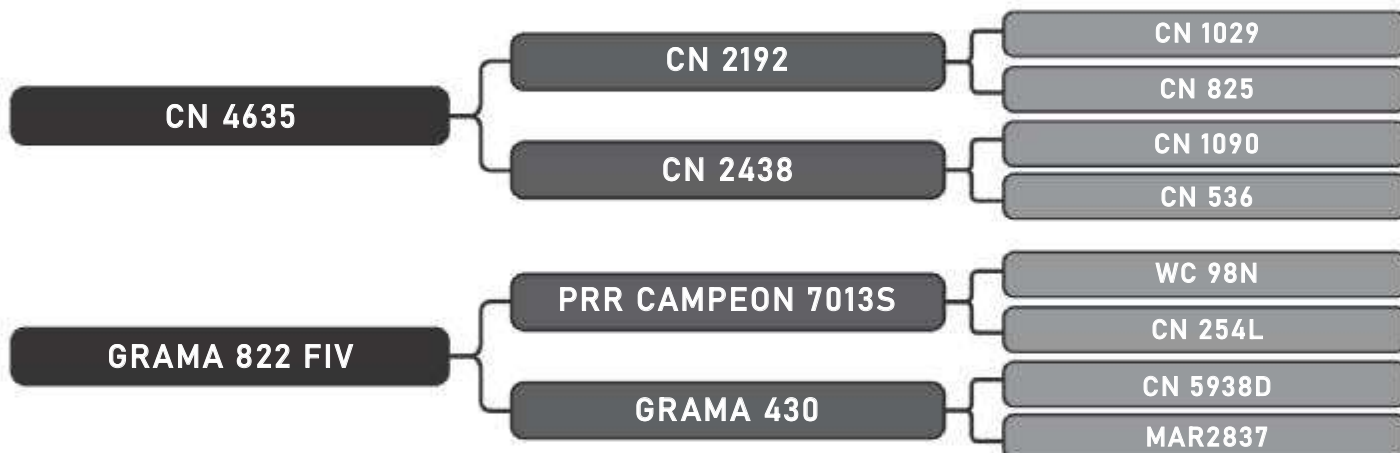 CN 4635
CN 2192
CN 2438
CN 1029
CN 825
CN 1090
CN 536
GRAMA 822 FIV
PRR CAMPEON 7013S
GRAMA 430
WC 98N
CN 254L
CN 5938D
MAR2837